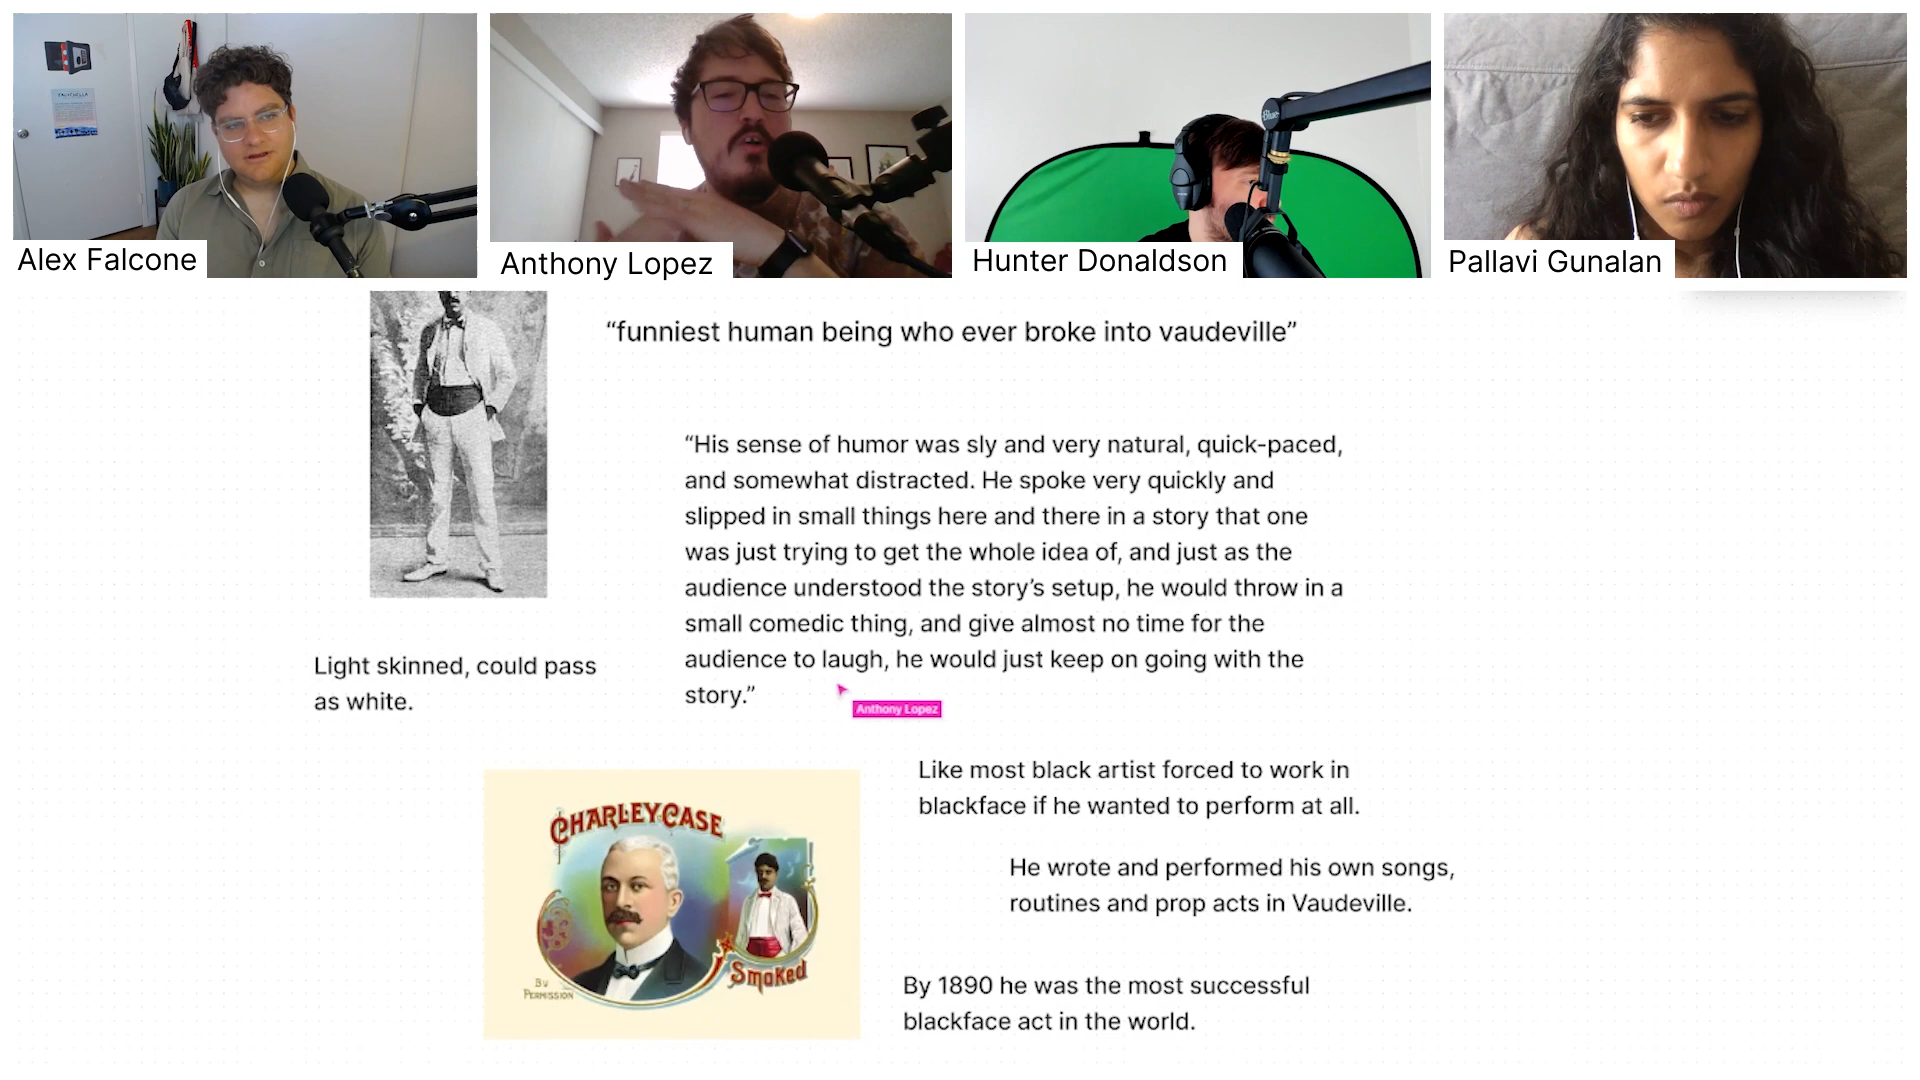 Alex Falcone
Anthony Lopez
Hunter Donaldson
Pallavi Gunalan
“funniest human being who ever broke into vaudeville”
“His sense of humor was sly and very natural, quick-paced,
and somewhat distracted. He spoke very quickly and
slipped in small things here and there in a story that one
was just trying to get the whole idea of, and just as the
audience understood the story’s setup, he would throw in a
small comedic thing, and give almost no time for the
audience to laugh, he would just keep on going with the
story.”
Anthony Lopez
Light skinned, could pass
as white.
CHARLEY CASE
By
Permission
Smoked
Like most black artist forced to work in
blackface if he wanted to perform at all.
He wrote and performed his own songs,
routines and prop acts in Vaudeville.
By 1890 he was the most successful
blackface act in the world.